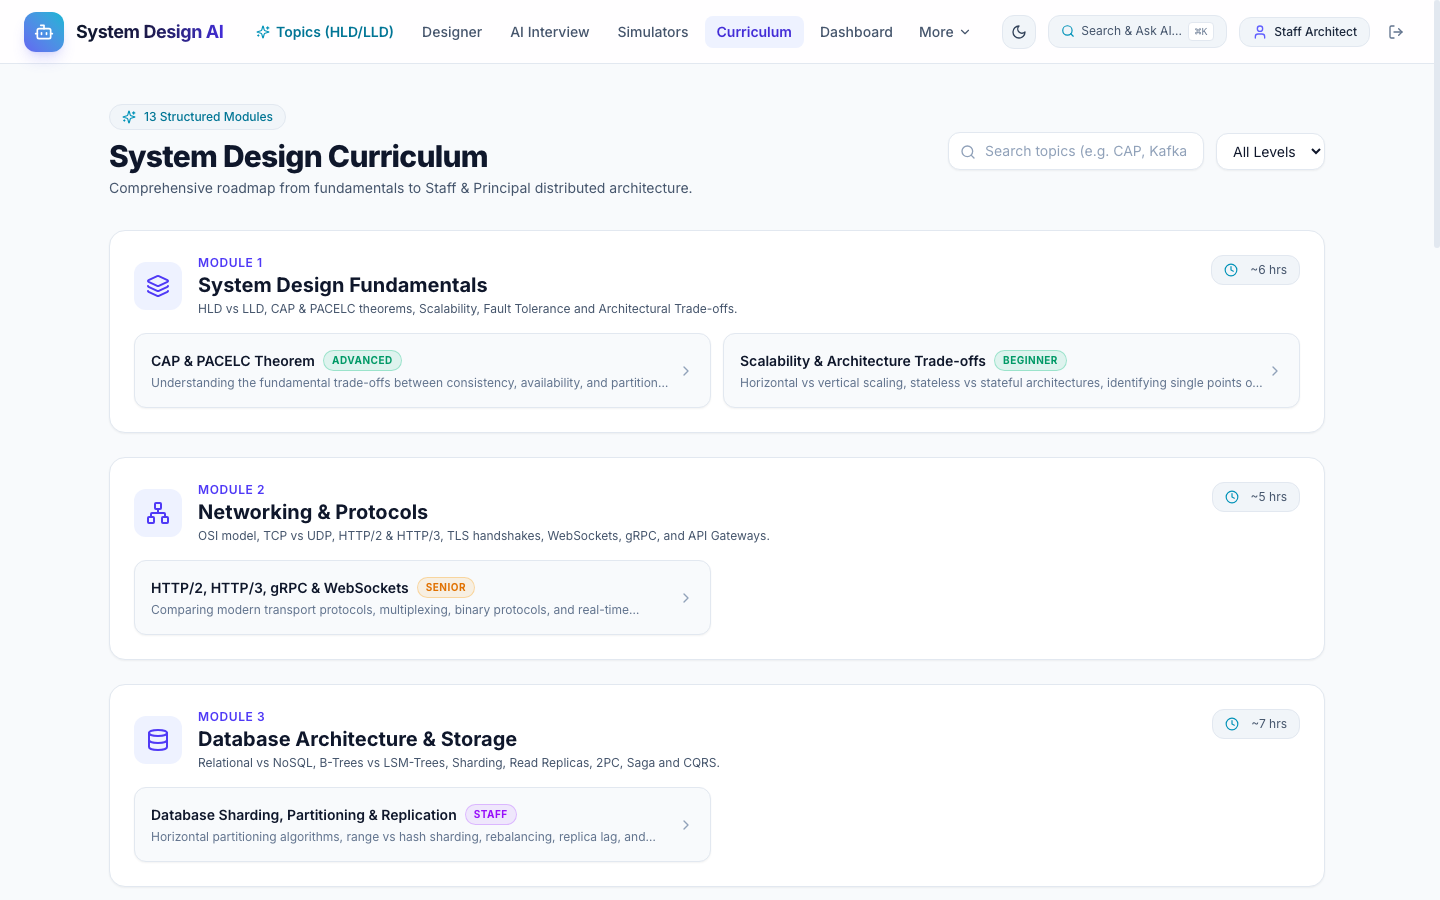 System Design AI
Topics (HLD/LLD)
Designer
AI Interview
Simulators
Curriculum
Dashboard
More
Search & Ask AI...
⌘K
Staff Architect
13 Structured Modules
System Design Curriculum
Comprehensive roadmap from fundamentals to Staff & Principal distributed architecture.
Search topics (e.g. CAP, Kafka
All Levels
MODULE 1
System Design Fundamentals
HLD vs LLD, CAP & PACELC theorems, Scalability, Fault Tolerance and Architectural Trade-offs.
~6 hrs
CAP & PACELC Theorem
ADVANCED
Understanding the fundamental trade-offs between consistency, availability, and partition...
Scalability & Architecture Trade-offs
BEGINNER
Horizontal vs vertical scaling, stateless vs stateful architectures, identifying single points o...
MODULE 2
Networking & Protocols
OSI model, TCP vs UDP, HTTP/2 & HTTP/3, TLS handshakes, WebSockets, gRPC, and API Gateways.
~5 hrs
HTTP/2, HTTP/3, gRPC & WebSockets
SENIOR
Comparing modern transport protocols, multiplexing, binary protocols, and real-time...
MODULE 3
Database Architecture & Storage
Relational vs NoSQL, B-Trees vs LSM-Trees, Sharding, Read Replicas, 2PC, Saga and CQRS.
~7 hrs
Database Sharding, Partitioning & Replication
STAFF
Horizontal partitioning algorithms, range vs hash sharding, rebalancing, replica lag, and...